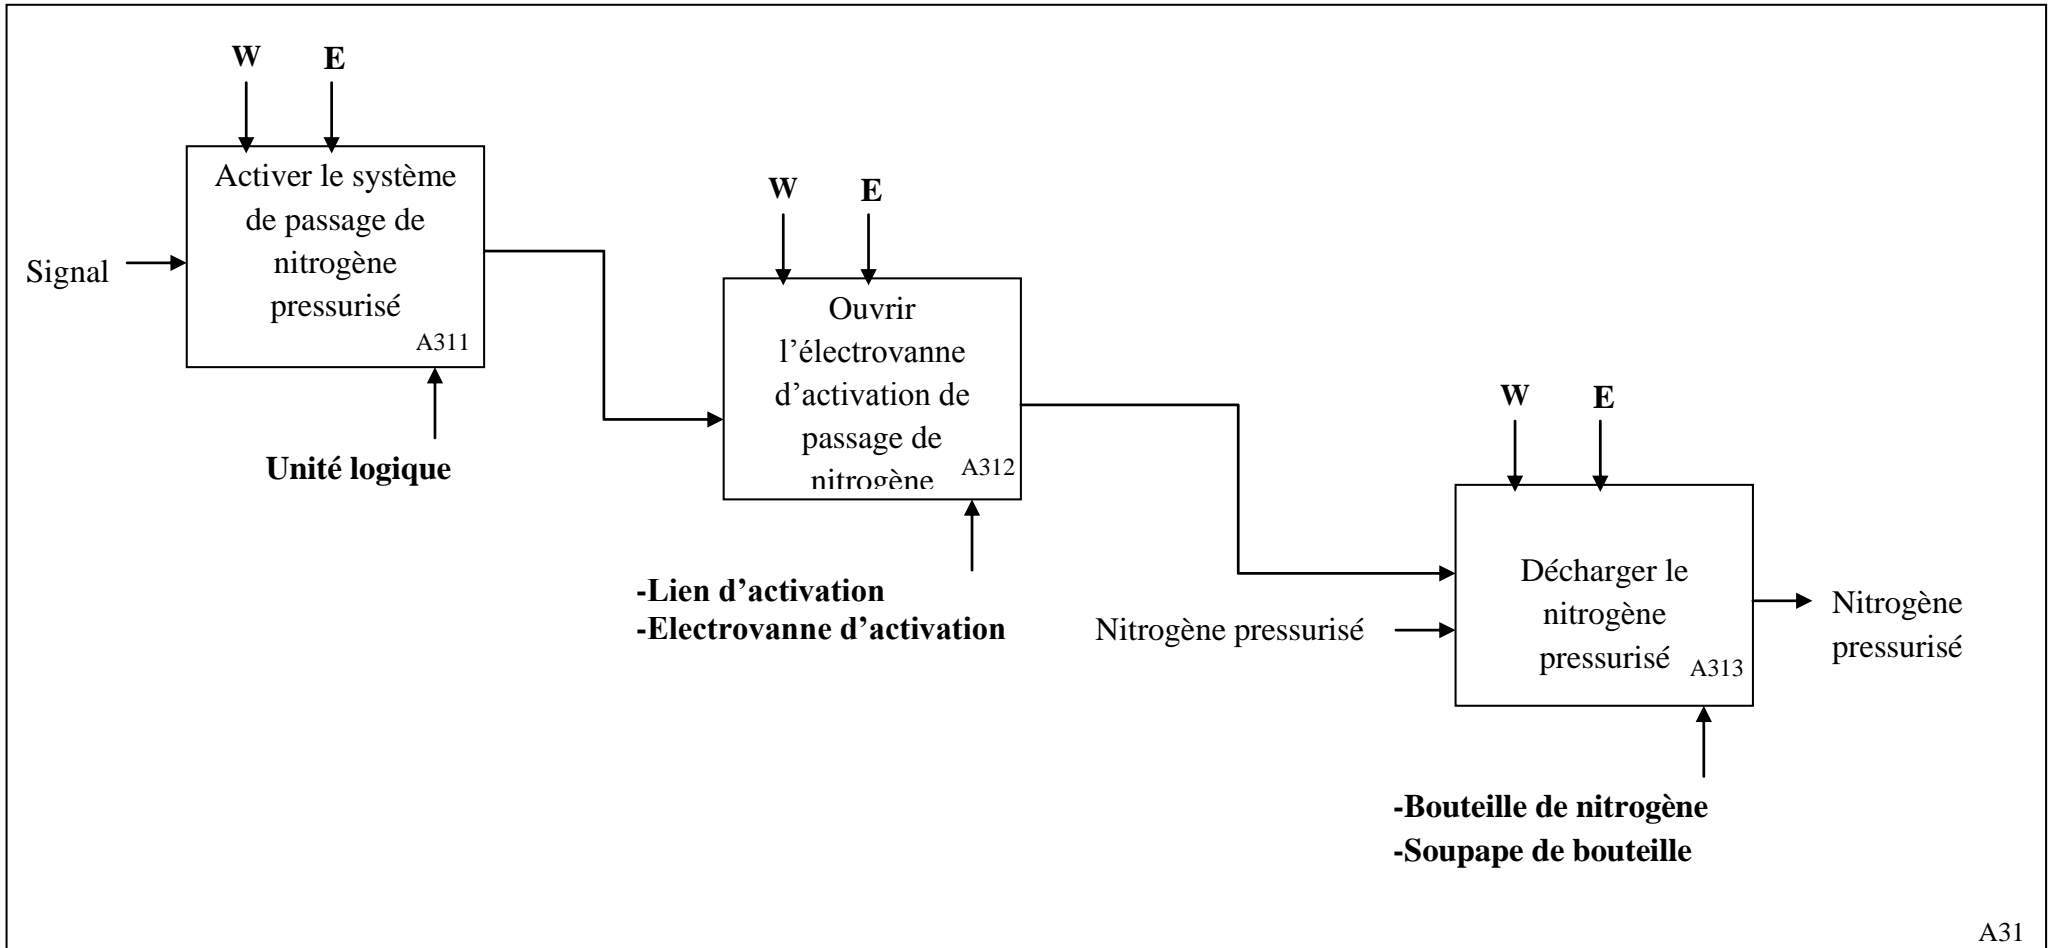 W E
Activer le système
de passage de
nitrogène
pressurisé
A311
Signal
Unité logique
W E
Ouvrir
l’électrovanne
d’activation de
passage de
nitrogène
A312
-Lien d’activation
-Electrovanne d’activation
W E
Décharger le
nitrogène
pressurisé
A313
Nitrogène pressurisé
Nitrogène
pressurisé
-Bouteille de nitrogène
-Soupape de bouteille
A31